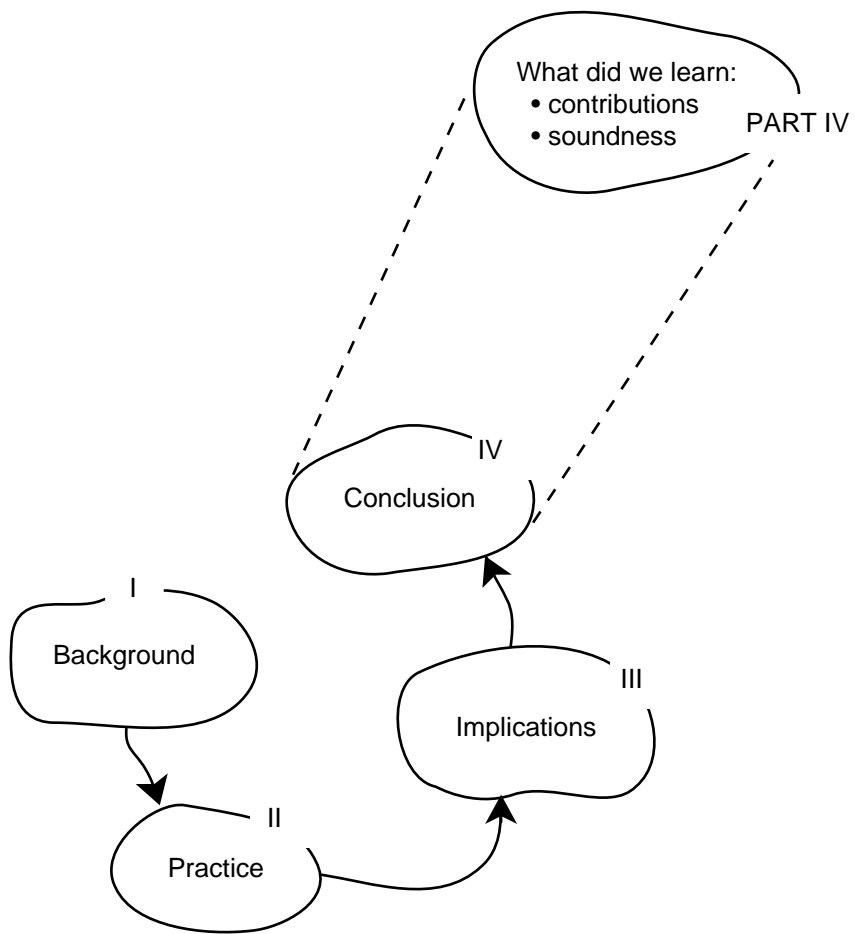 What did we learn:
• contributions
• soundness
PART IV
IV
Conclusion
I
Background
III
Implications
II
Practice